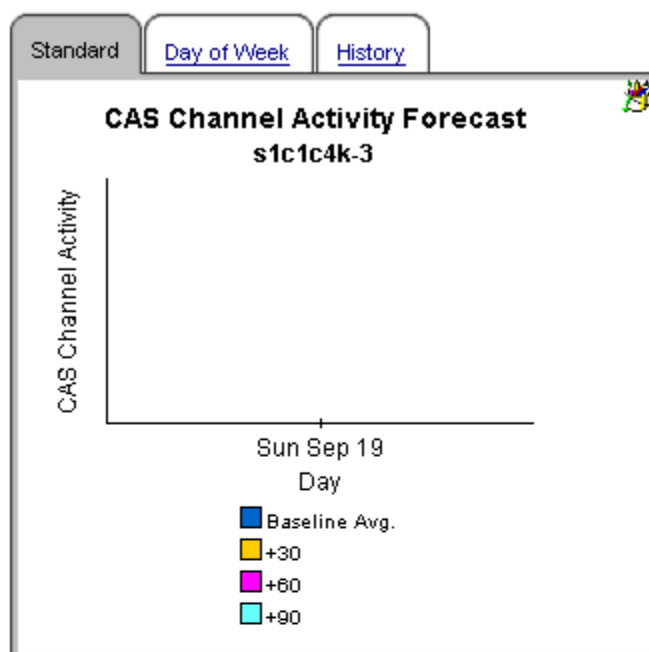 Standard
Day of Week
History
CAS Channel Activity Forecast
s1c1c4k-3
CAS Channel Activity
Sun Sep 19
Day
Baseline Avg.
+30
+60
+90